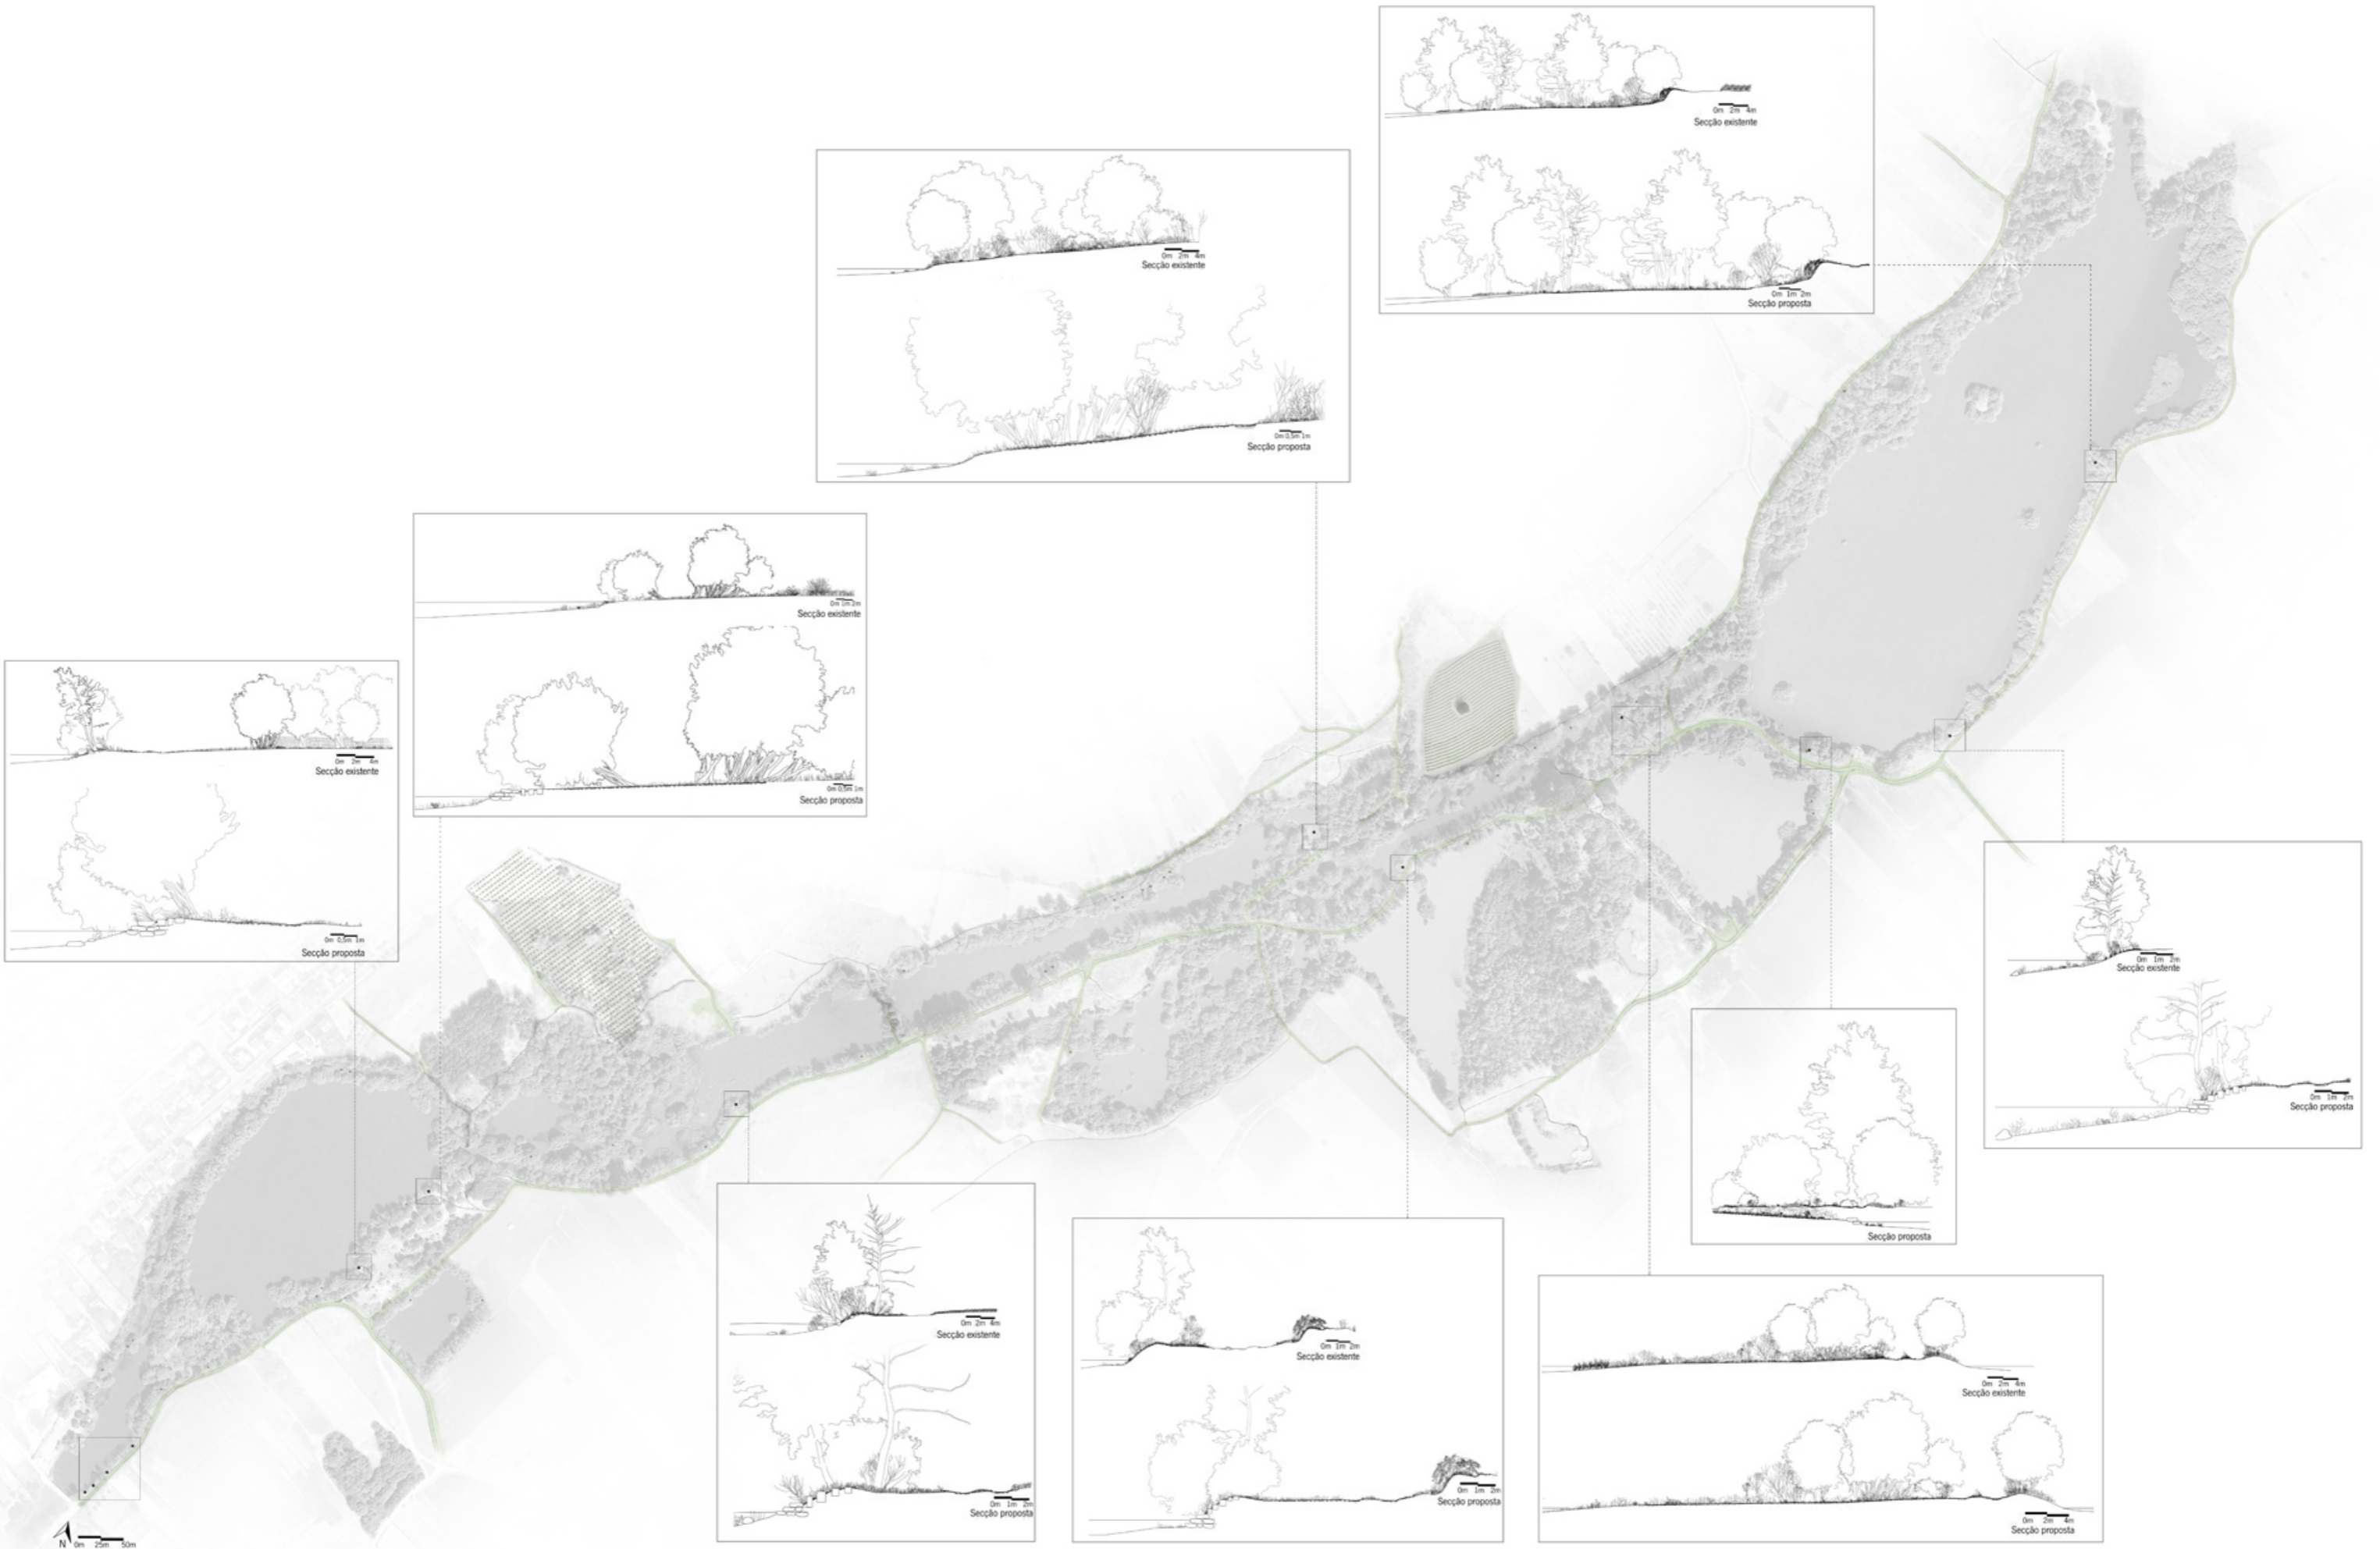 0m 2m 4m
Secção existente
0m 1m 2m
Secção proposta
0m 2m 4m
Secção existente
0m 0,5m 1m
Secção proposta
0m 1m 2m
Secção existente
0m 0,5m 1m
Secção proposta
0m 2m 4m
Secção existente
0m 0,5m 1m
Secção proposta
0m 1m 2m
Secção existente
0m 1m 2m
Secção proposta
Secção proposta
0m 2m 4m
Secção existente
0m 1m 2m
Secção proposta
0m 1m 2m
Secção existente
0m 1m 2m
Secção proposta
0m 2m 4m
Secção existente
0m 2m 4m
Secção proposta
N 0m 25m 50m